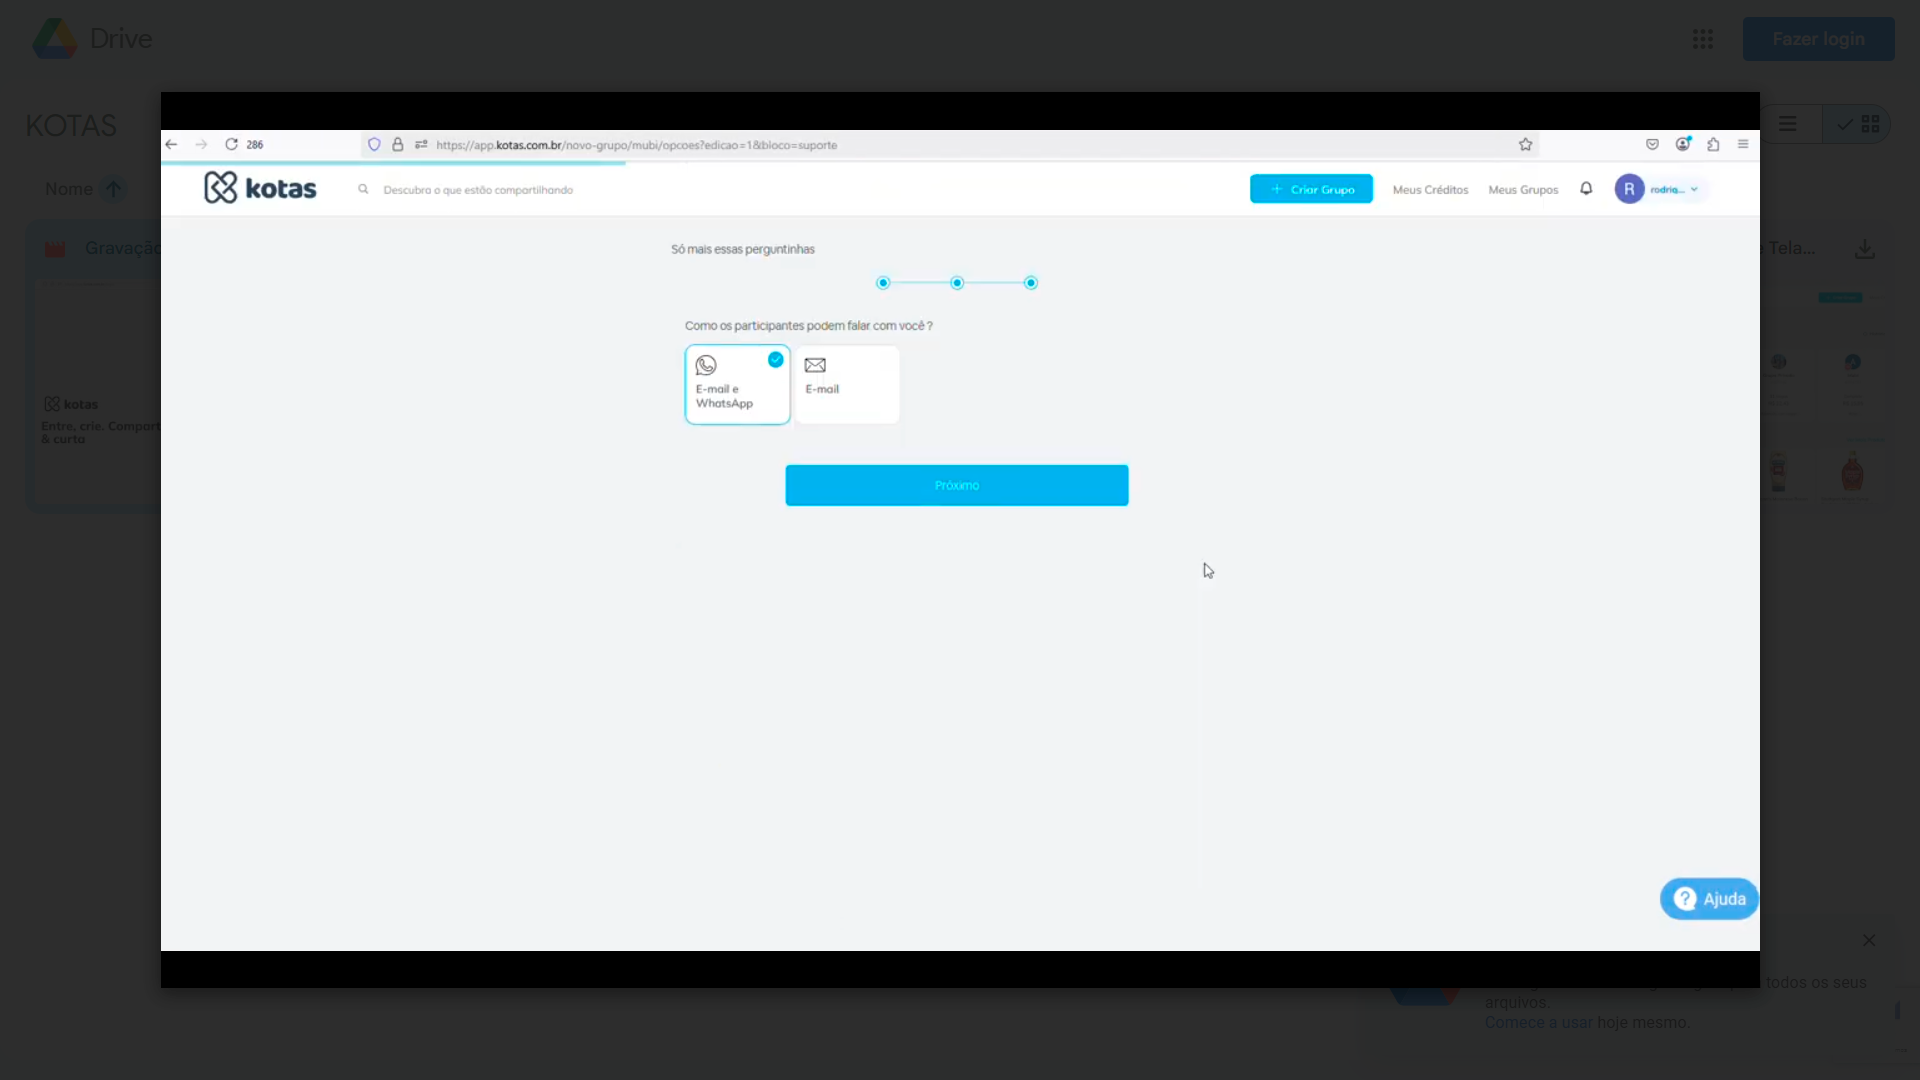 Drive
Fazer login
KOTAS
286
https://app.kotas.com.br/novo-grupo/mubi/opcoes?edicao=1&bloco=suporte
Nome
kotas
Descubra o que estão compartilhando
+ Criar Grupo
Meus Créditos
Meus Grupos
R
rodrig...
Gravação
Tela...
Só mais essas perguntinhas
Como os participantes podem falar com você ?
E-mail e
WhatsApp
E-mail
kotas
Entre, crie. Compart
& curta
Próximo
? Ajuda
todos os seus
arquivos.
Comece a usar hoje mesmo.